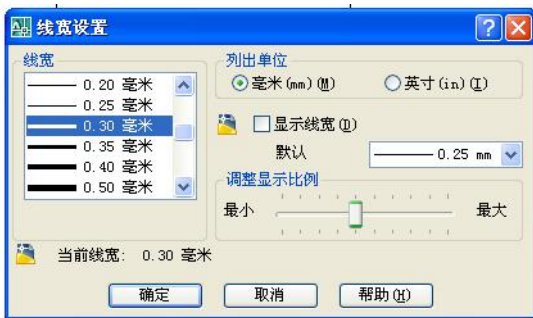 线宽设置
线宽
0.20 毫米
0.25 毫米
0.30 毫米
0.35 毫米
0.40 毫米
0.50 毫米
列出单位
毫米(mm)(M)
英寸(in)(I)
显示线宽(D)
默认
0.25 mm
调整显示比例
最小
最大
当前线宽: 0.30 毫米
确定
取消
帮助(H)